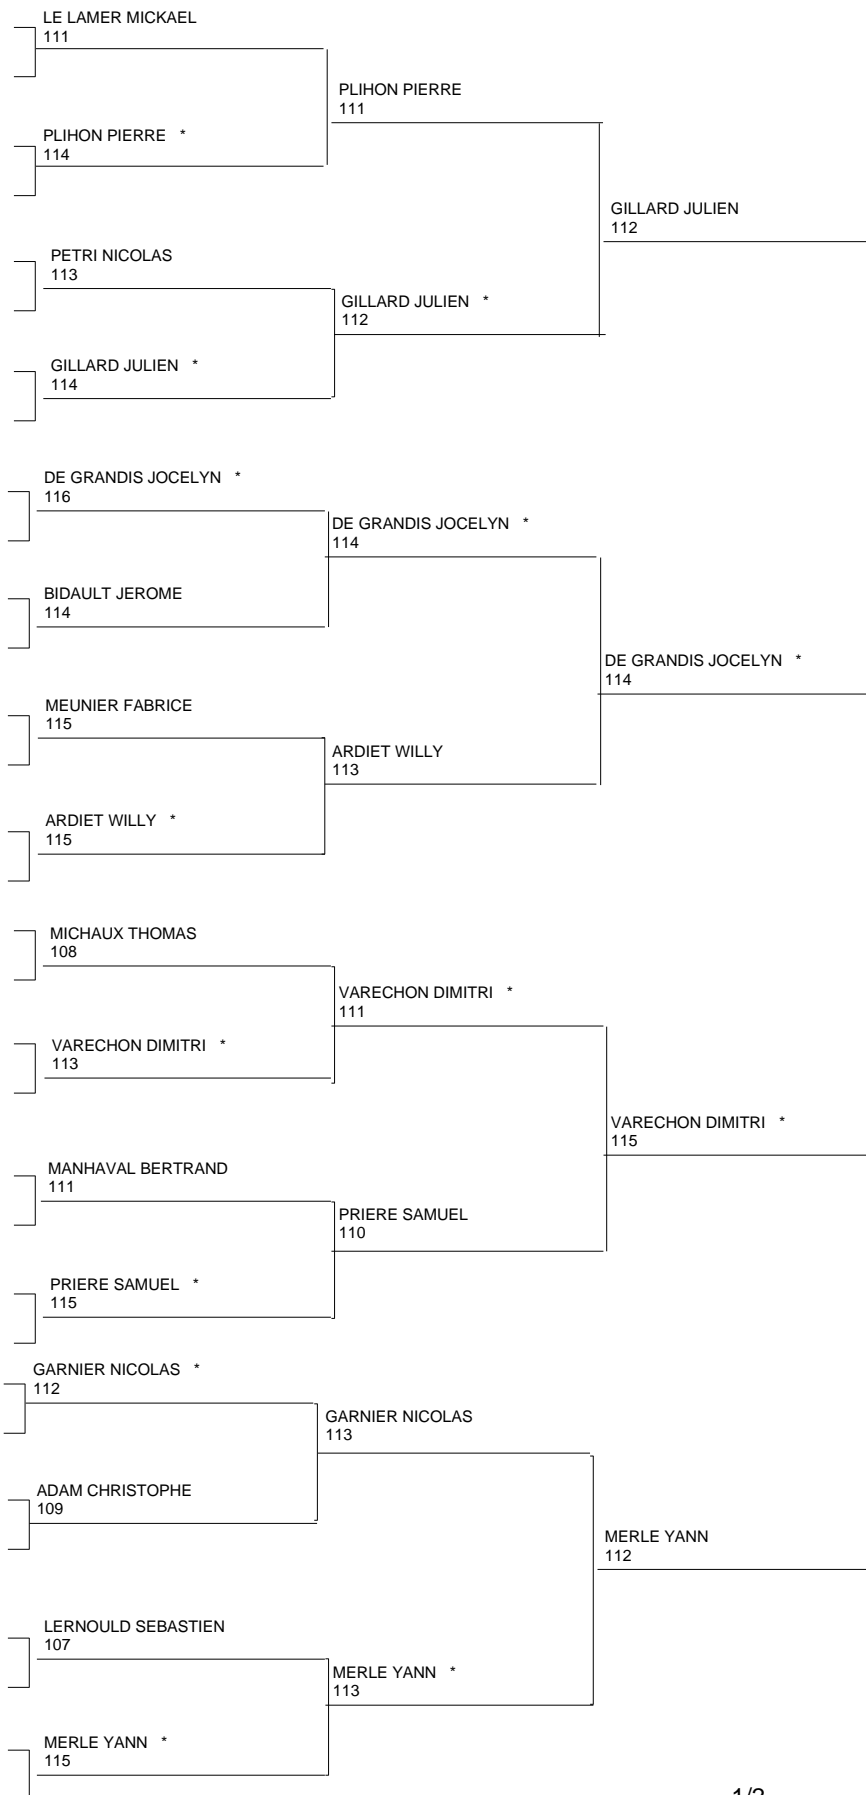 LE LAMER MICKAEL
111
PLIHON PIERRE
111
PLIHON PIERRE *
114
GILLARD JULIEN
112
PETRI NICOLAS
113
GILLARD JULIEN *
112
GILLARD JULIEN *
114
DE GRANDIS JOCELYN *
116
DE GRANDIS JOCELYN *
114
BIDAULT JEROME
114
DE GRANDIS JOCELYN *
114
MEUNIER FABRICE
115
ARDIET WILLY
113
ARDIET WILLY *
115
MICHAUX THOMAS
108
VARECHON DIMITRI *
111
VARECHON DIMITRI *
113
VARECHON DIMITRI *
115
MANHAVAL BERTRAND
111
PRIERE SAMUEL
110
PRIERE SAMUEL *
115
GARNIER NICOLAS *
112
GARNIER NICOLAS
113
ADAM CHRISTOPHE
109
MERLE YANN
112
LERNOULD SEBASTIEN
107
MERLE YANN *
113
MERLE YANN *
115